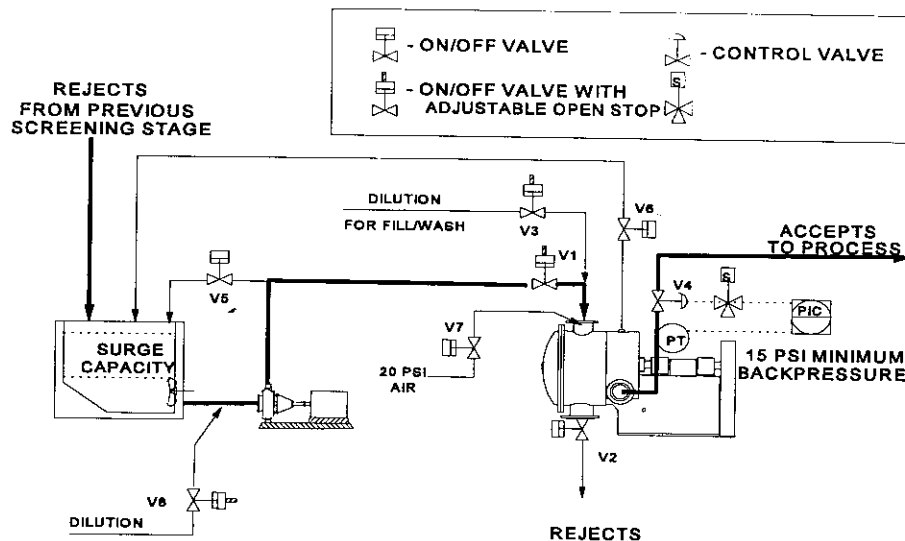 - ON/OFF VALVE
- ON/OFF VALVE WITH
ADJUSTABLE OPEN STOP
- CONTROL VALVE
S
REJECTS
FROM PREVIOUS
SCREENING STAGE
DILUTION
FOR FILL/WASH
V3
V6
ACCEPTS
TO PROCESS
V1
S
V4
V5
PIC
V7
PT
SURGE
CAPACITY
20 PSI
AIR
15 PSI MINIMUM
BACKPRESSURE
V2
V8
DILUTION
REJECTS